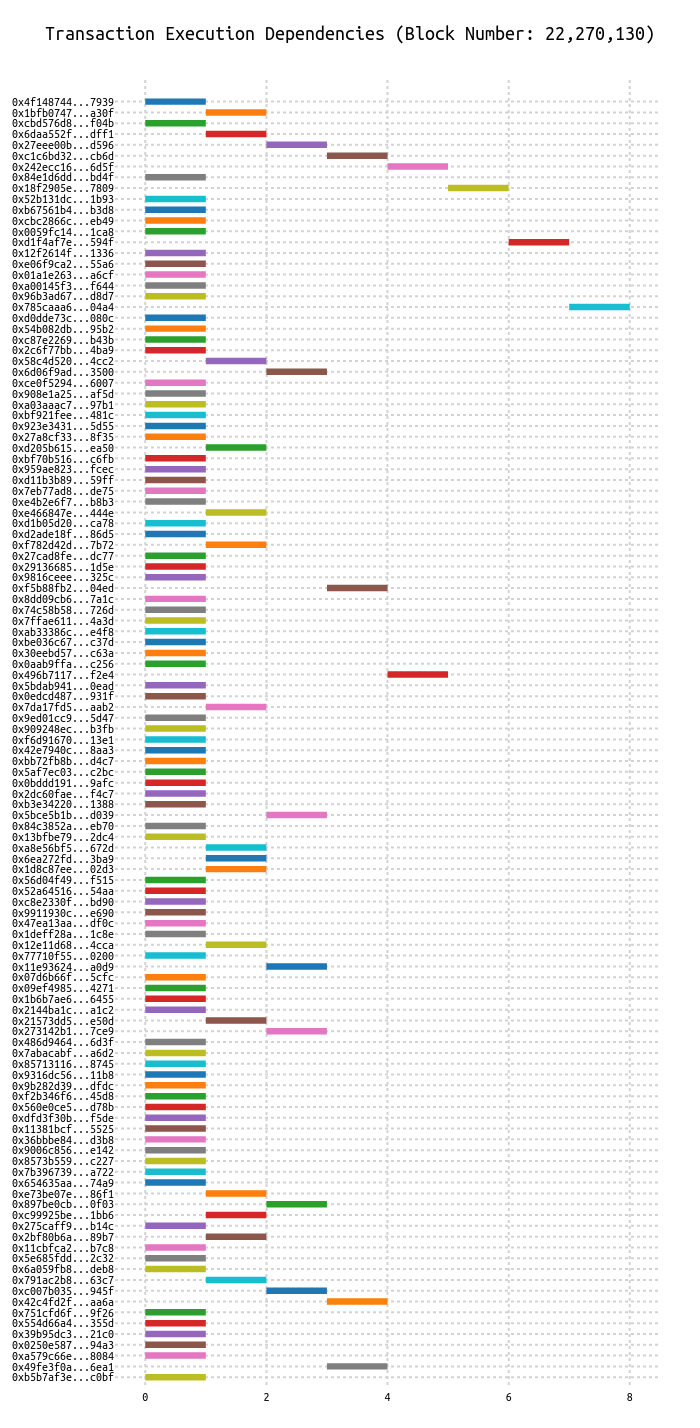 Transaction Execution Dependencies (Block Number: 22,270,130)
0x4f148744...7939
0x1bfb0747...a30f
0xcbd576d8...f04b
0x6daa552f...dff1
0x27eee00b...d596
0xc1c6bd32...cb6d
0x242ecc16...6d5f
0x84e1d6dd...bd4f
0x18f2905e...7809
0x52b131dc...1b93
0xb67561b4...b3d8
0xcbc2866c...eb49
0x0059fc14...1ca8
0xd1f4af7e...594f
0x12f2614f...1336
0xe06f9ca2...55a6
0x01a1e263...a6cf
0xa00145f3...f644
0x96b3ad67...d8d7
0x785caaa6...04a4
0xd0dde73c...080c
0x54b082db...95b2
0xc87e2269...b43b
0x2c6f77bb...4ba9
0x58c4d520...4cc2
0x6d06f9ad...3500
0xce0f5294...6007
0x908e1a25...af5d
0xa03aaac7...97b1
0xbf921fee...481c
0x923e3431...5d55
0x27a8cf33...8f35
0xd205b615...ea50
0xbf70b516...c6fb
0x959ae823...fcec
0xd11b3b89...59ff
0x7eb77ad8...de75
0xe4b2e6f7...b8b3
0xe466847e...444e
0xd1b05d20...ca78
0xd2ade18f...86d5
0xf782d42d...7b72
0x27cad8fe...dc77
0x29136685...1d5e
0x9816ceee...325c
0xf5b88fb2...04ed
0x8dd09cb6...7a1c
0x74c58b58...726d
0x7ffae611...4a3d
0xab33386c...e4f8
0xbe036c67...c37d
0x30eebd57...c63a
0x0aab9ffa...c256
0x496b7117...f2e4
0x5bdab941...0ead
0x0edcd487...931f
0x7da17fd5...aab2
0x9ed01cc9...5d47
0x909248ec...b3fb
0xf6d91670...13e1
0x42e7940c...8aa3
0xbb72fb8b...d4c7
0x5af7ec03...c2bc
0x0bddd191...9afc
0x2dc60fae...f4c7
0xb3e34220...1388
0x5bce5b1b...d039
0x84c3852a...eb70
0x13bfbe79...2dc4
0xa8e56bf5...672d
0x6ea272fd...3ba9
0x1d8c87ee...02d3
0x56d04f49...f515
0x52a64516...54aa
0xc8e2330f...bd90
0x9911930c...e690
0x47ea13aa...df0c
0x1deff28a...1c8e
0x12e11d68...4cca
0x77710f55...0200
0x11e93624...a0d9
0x07d6b66f...5cfc
0x09ef4985...4271
0x1b6b7ae6...6455
0x2144ba1c...a1c2
0x21573dd5...e50d
0x273142b1...7ce9
0x486d9464...6d3f
0x7abacabf...a6d2
0x85713116...8745
0x9316dc56...11b8
0x9b282d39...dfdc
0xf2b346f6...45d8
0x560e0ce5...d78b
0xdfd3f30b...f5de
0x11381bcf...5525
0x36bbbe84...d3b8
0x9006c856...e142
0x8573b559...c227
0x7b396739...a722
0x654635aa...74a9
0xe73be07e...86f1
0x897be0cb...0f03
0xc99925be...1bb6
0x275caff9...b14c
0x2bf80b6a...89b7
0x11cbfca2...b7c8
0x5e685fdd...2c32
0x6a059fb8...deb8
0x791ac2b8...63c7
0xc007b035...945f
0x42c4fd2f...aa6a
0x751cfd6f...9f26
0x554d66a4...355d
0x39b95dc3...21c0
0x0250e587...94a3
0xa579c66e...8084
0x49fe3f0a...6ea1
0xb5b7af3e...c0bf
0 2 4 6 8